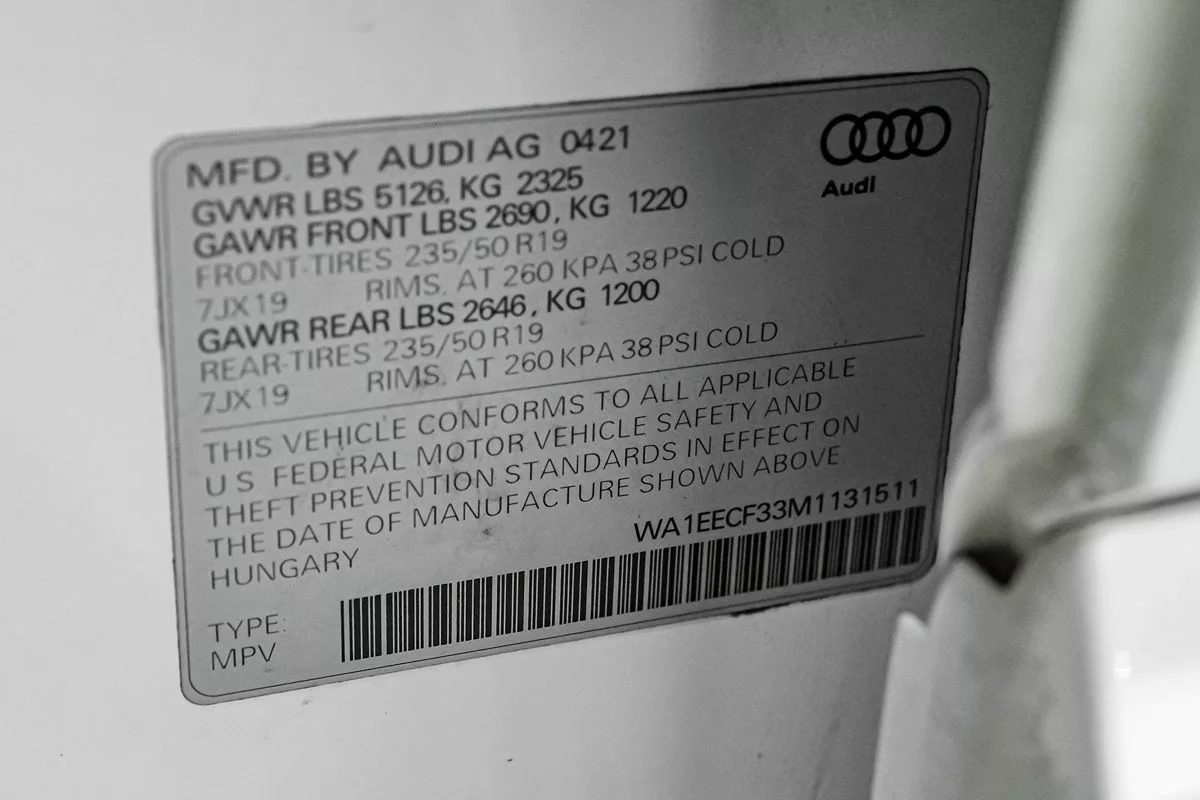 MFD. BY AUDI AG 0421
GVWR LBS 5126, KG 2325
GAWR FRONT LBS 2690, KG 1220
FRONT-TIRES 235/50 R19
7JX19 RIMS. AT 260 KPA 38 PSI COLD
GAWR REAR LBS 2646, KG 1200
REAR-TIRES 235/50 R19
7JX19 RIMS. AT 260 KPA 38 PSI COLD
Audi
THIS VEHICLE CONFORMS TO ALL APPLICABLE
U S FEDERAL MOTOR VEHICLE SAFETY AND
THEFT PREVENTION STANDARDS IN EFFECT ON
THE DATE OF MANUFACTURE SHOWN ABOVE
HUNGARY
WA1EECF33M1131511
TYPE:
MPV